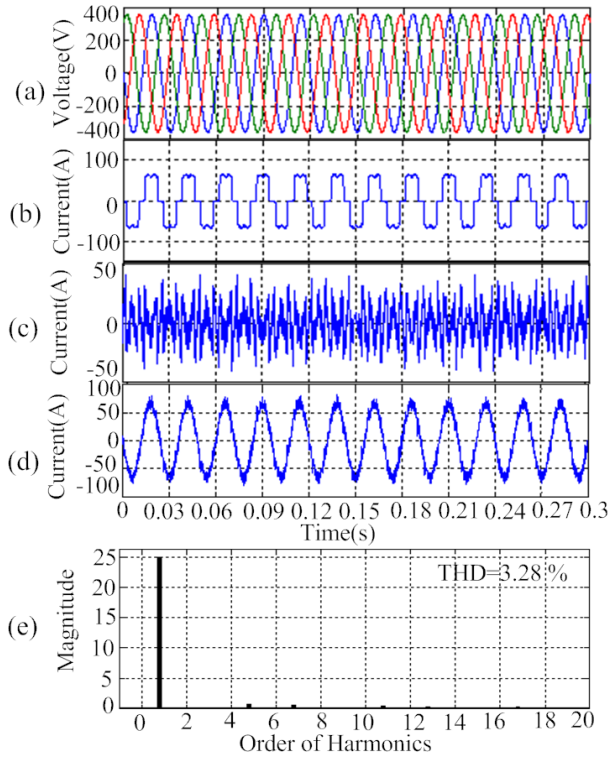 (a)
Voltage(V)
400
200
0
-200
-400
(b)
Current(A)
100
0
-100
(c)
Current(A)
50
0
-50
(d)
Current(A)
100
50
0
-50
-100
0 0.03 0.06 0.09 0.12 0.15 0.18 0.21 0.24 0.27 0.3
Time(s)
(e)
Magnitude
25
20
15
10
5
0
THD=3.28 %
0 2 4 6 8 10 12 14 16 18 20
Order of Harmonics